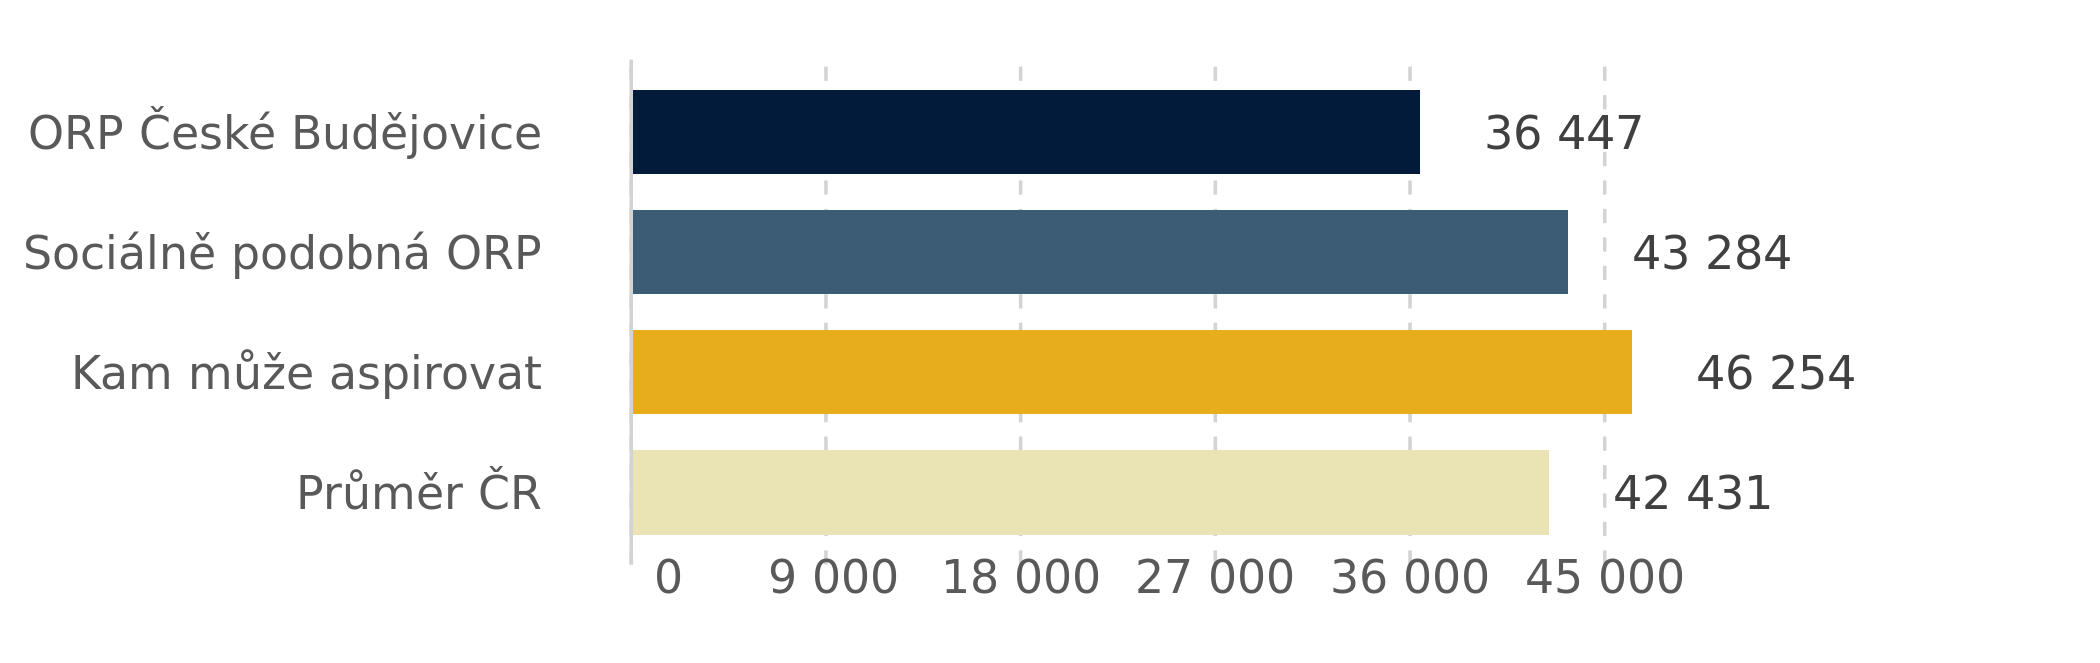 ORP České Budějovice 36 447
Sociálně podobná ORP 43 284
Kam může aspirovat 46 254
Průměr ČR 42 431
0 9 000 18 000 27 000 36 000 45 000